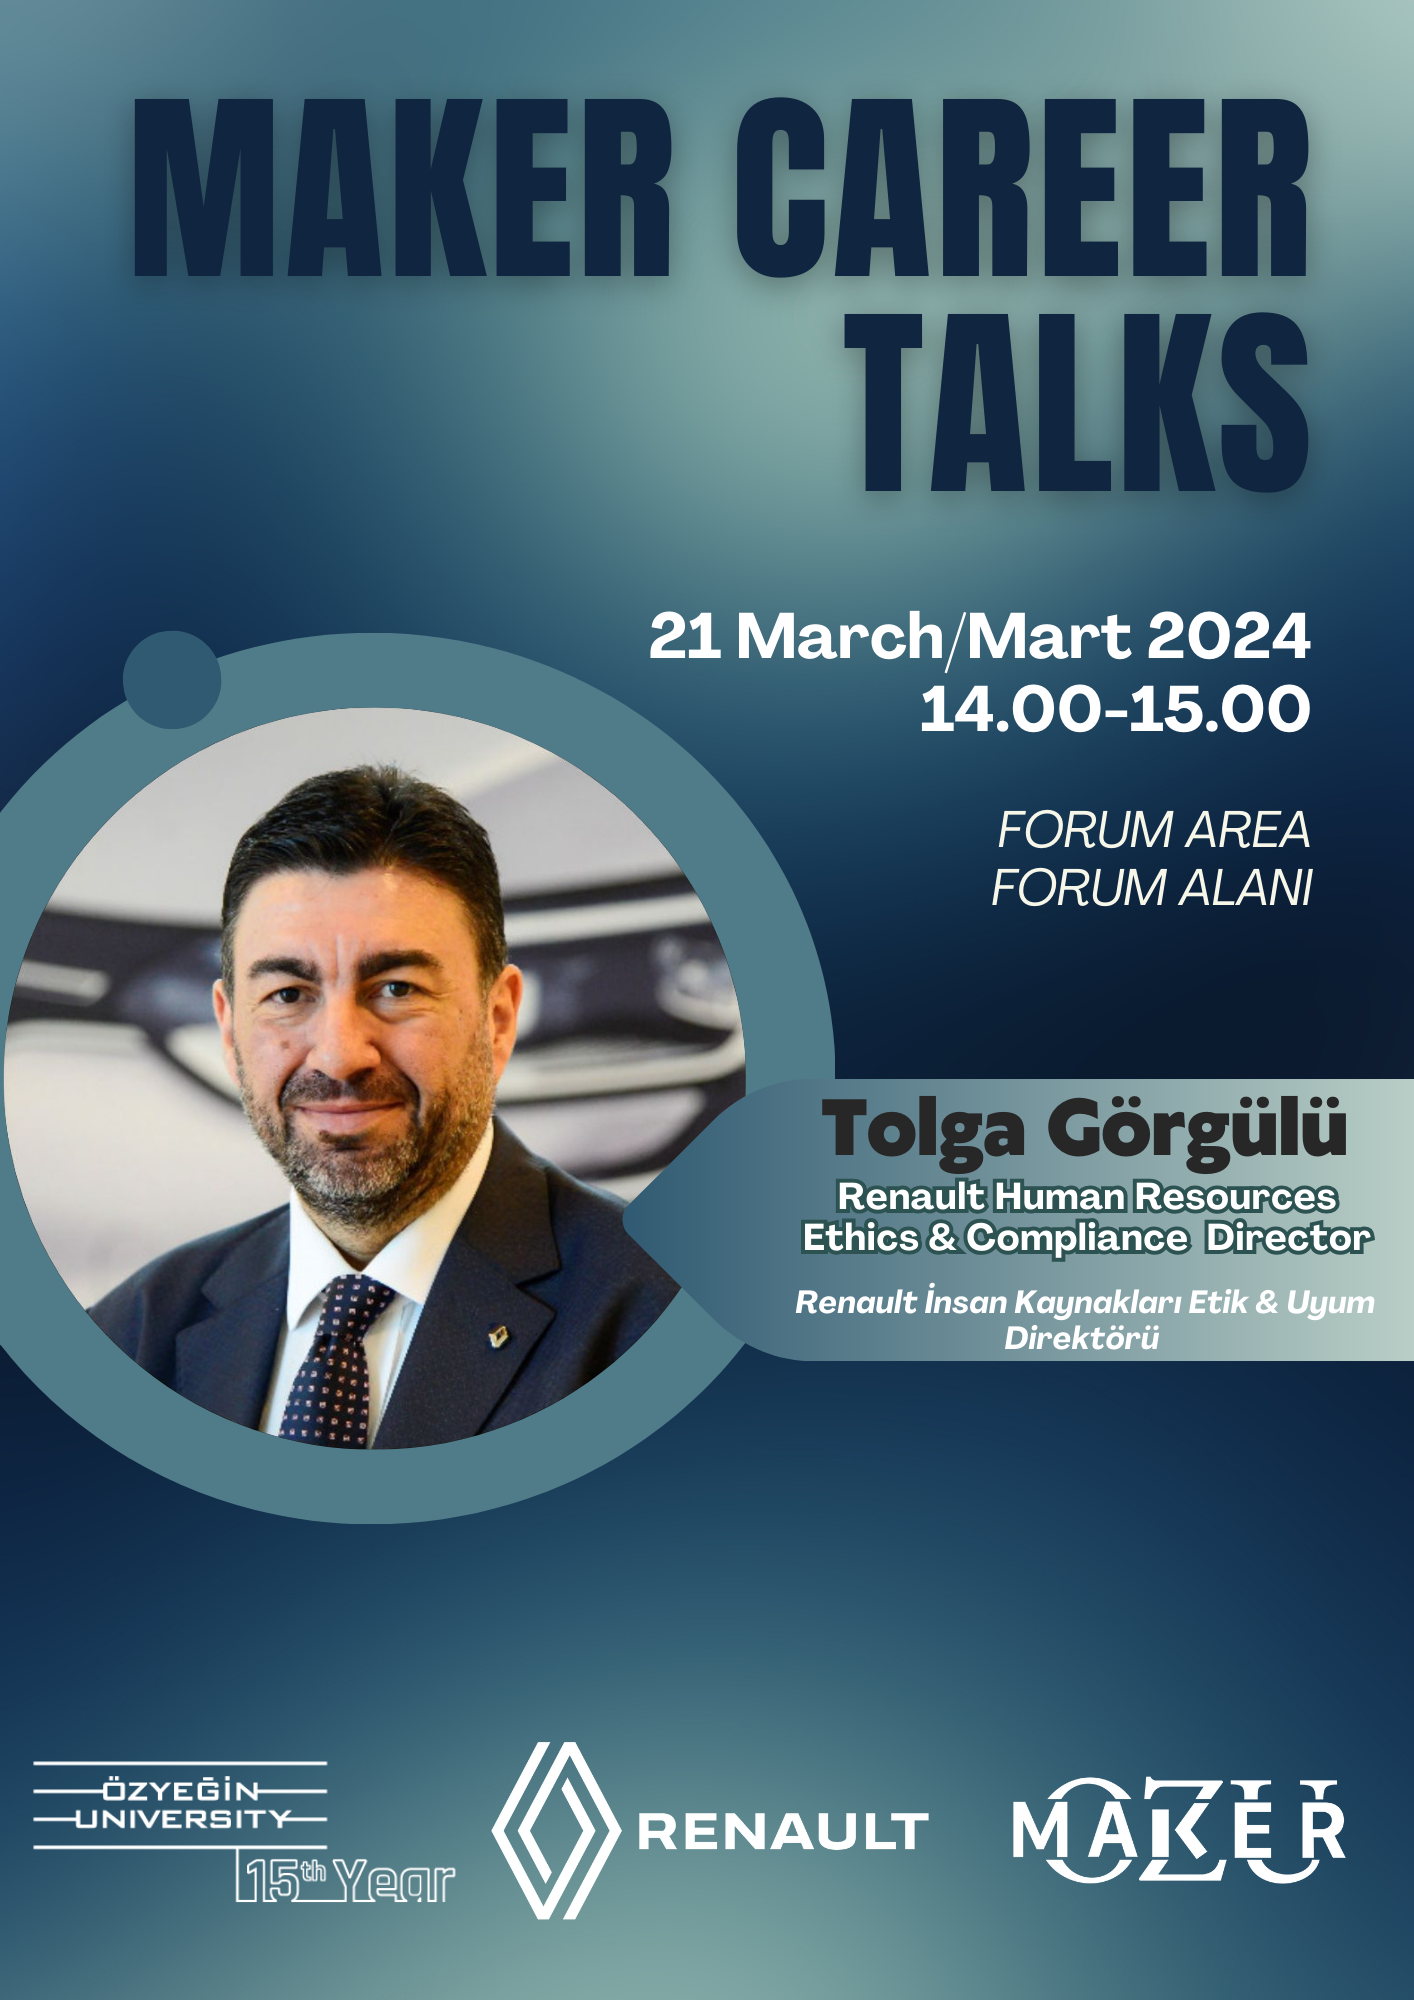 MAKER CAREER
TALKS
21 March/Mart 2024
14.00-15.00
FORUM AREA
FORUM ALANI
Tolga Görgülü
Renault Human Resources
Ethics & Compliance Director
Renault İnsan Kaynakları Etik & Uyum
Direktörü
ÖZYEĞİN
UNIVERSITY
15th Year
RENAULT
OZU
MAKER